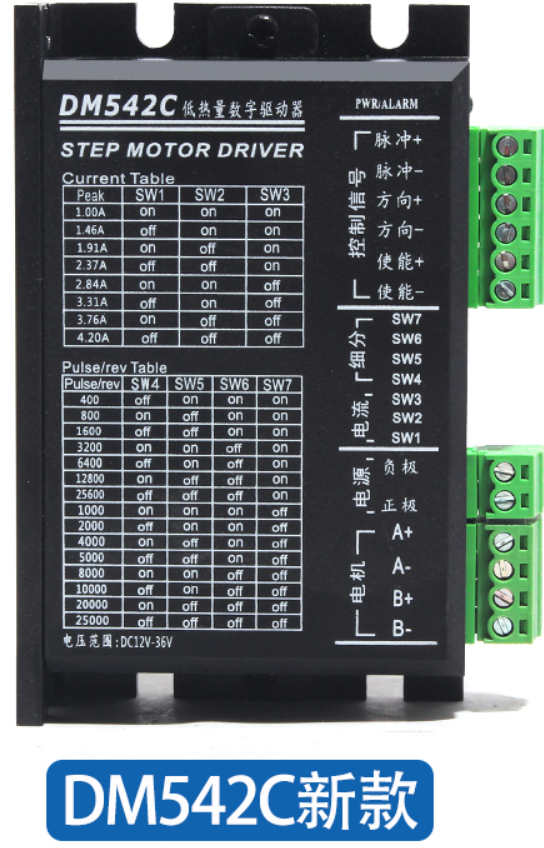 DM542C 低热量数字驱动器
STEP MOTOR DRIVER
Current Table
Peak SW1 SW2 SW3
1.00A on on on
1.46A off on on
1.91A on off on
2.37A off off on
2.84A on on off
3.31A off on off
3.76A on off off
4.20A off off off
Pulse/rev Table
Pulse/rev SW4 SW5 SW6 SW7
400 off on on on
800 on off on on
1600 off off on on
3200 on on off on
6400 off on off on
12800 on off off on
25600 off off off on
1000 on on on off
2000 off on on off
4000 on off on off
5000 off off on off
8000 on on off off
10000 off on off off
20000 on off off off
25000 off off off off
电压范围:DC12V-36V
PWR/ALARM
控制信号
脉冲+
脉冲-
方向+
方向-
使能+
使能-
细分
SW7
SW6
SW5
电流
SW4
SW3
SW2
SW1
电源
负极
正极
电机
A+
A-
B+
B-
DM542C新款